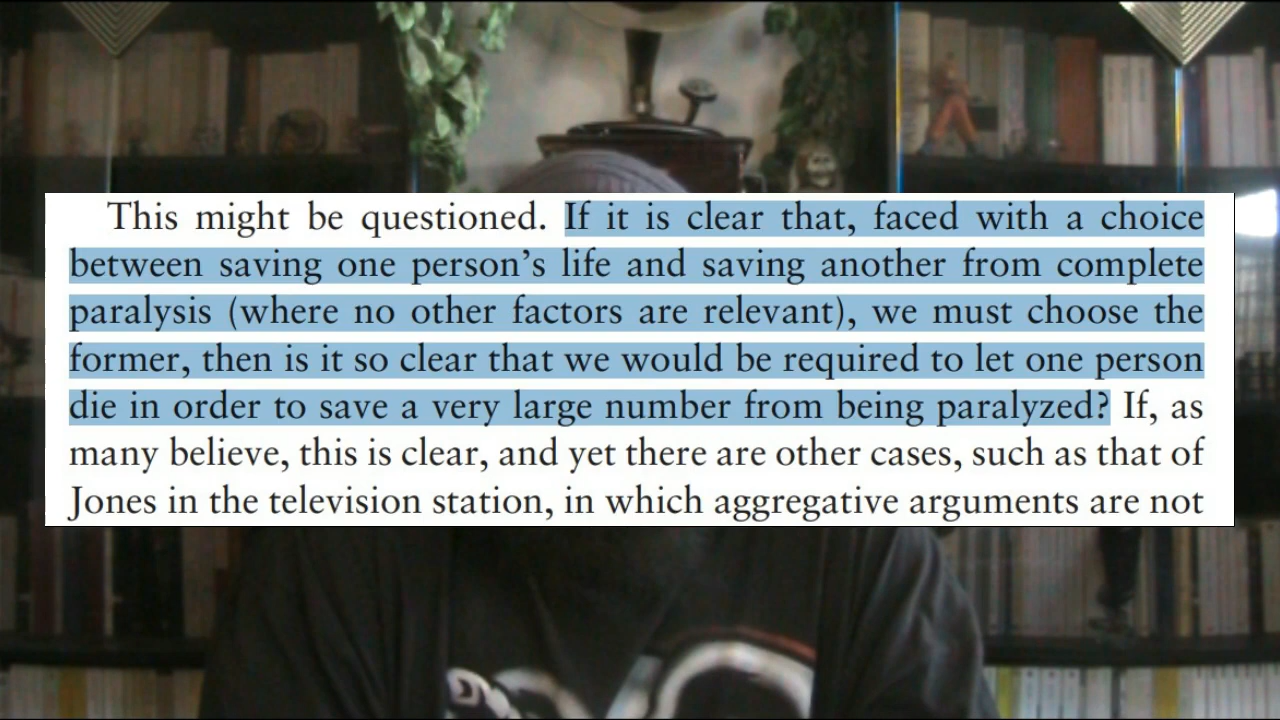 This might be questioned. If it is clear that, faced with a choice
between saving one person’s life and saving another from complete
paralysis (where no other factors are relevant), we must choose the
former, then is it so clear that we would be required to let one person
die in order to save a very large number from being paralyzed? If, as
many believe, this is clear, and yet there are other cases, such as that of
Jones in the television station, in which aggregative arguments are not